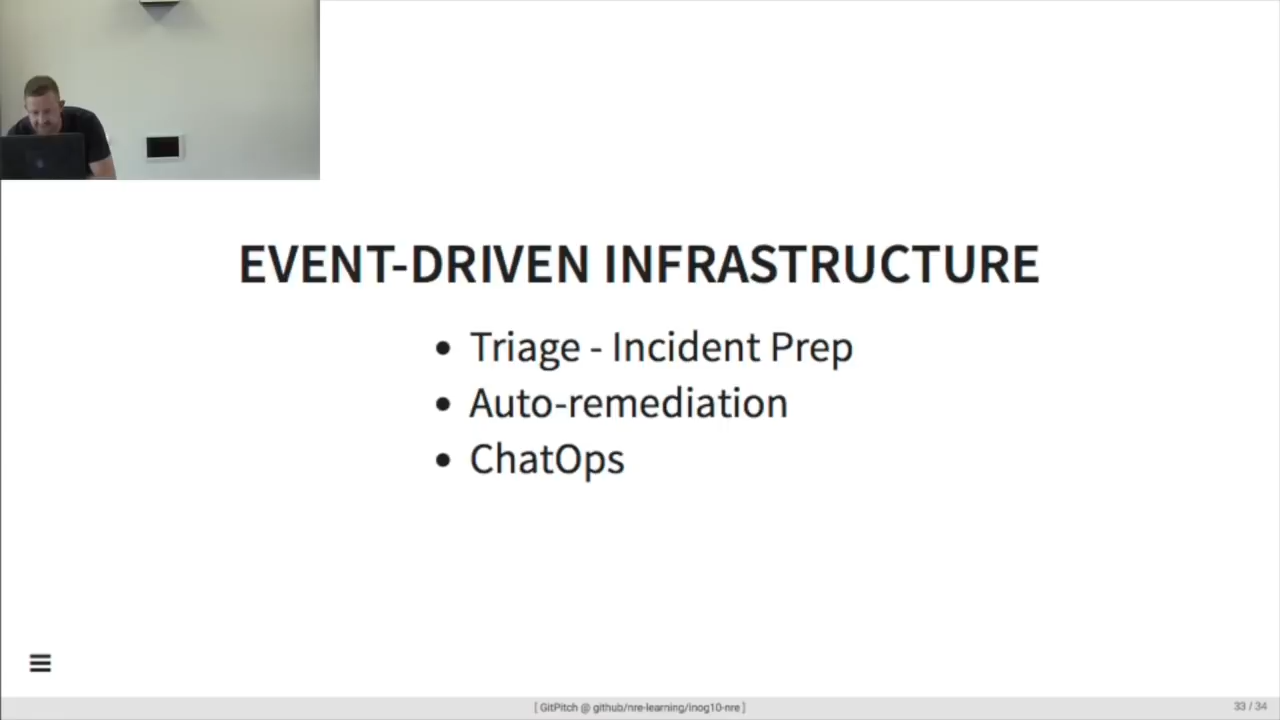 EVENT-DRIVEN INFRASTRUCTURE
• Triage - Incident Prep
• Auto-remediation
• ChatOps
[ GitPitch @ github/nre-learning/inog10-nre ]
33 / 34